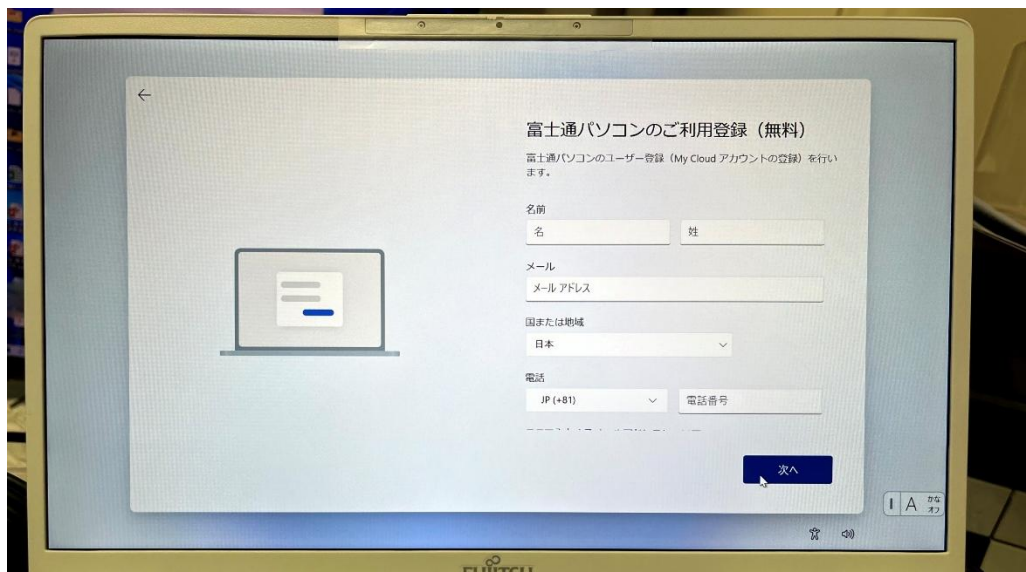 富士通パソコンのご利用登録（無料）
富士通パソコンのユーザー登録（My Cloud アカウントの登録）を行い
ます。
名前
名 姓
メール
メール アドレス
国または地域
日本
電話
JP (+81) 電話番号
次へ
A かな
オフ
FUJITSU